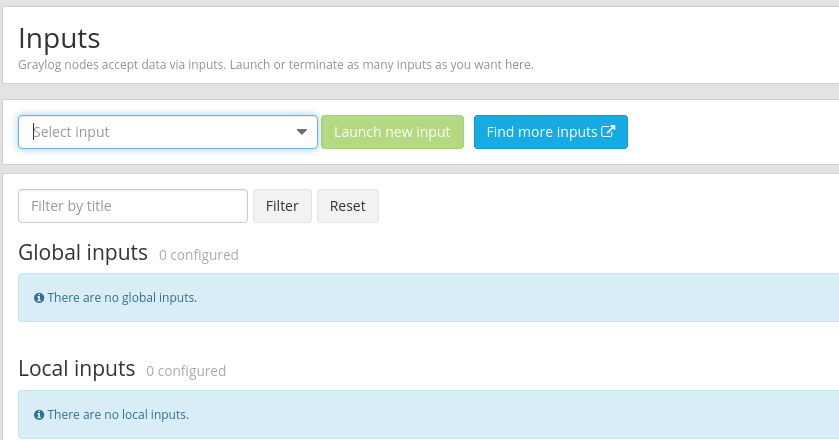 Inputs
Graylog nodes accept data via inputs. Launch or terminate as many inputs as you want here.
Select input
Launch new input
Find more inputs
Filter by title
Filter
Reset
Global inputs 0 configured
There are no global inputs.
Local inputs 0 configured
There are no local inputs.